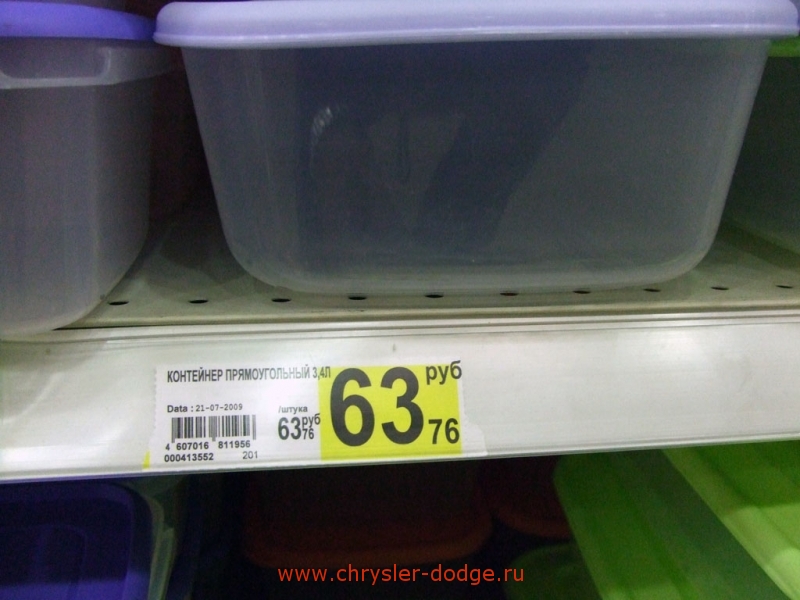 КОНТЕЙНЕР ПРЯМОУГОЛЬНЫЙ 3,4Л
Data : 21-07-2009
/штука
63 руб 76
63 руб 76
4 607016 811956
000413552 201
www.chrysler-dodge.ru